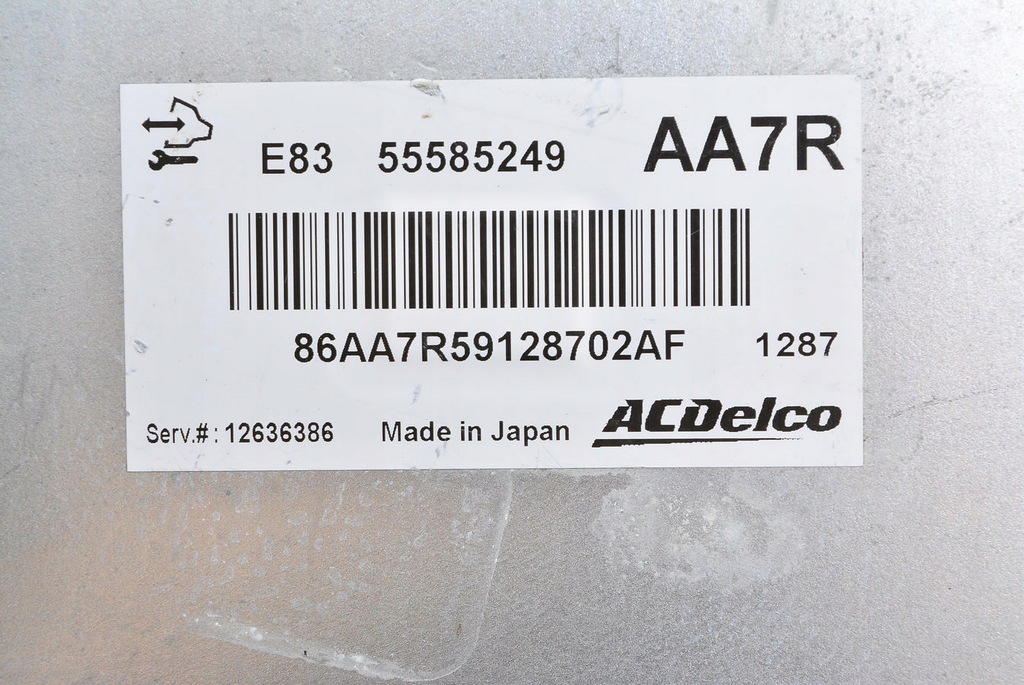 E83 55585249 AA7R
86AA7R59128702AF 1287
Serv.#: 12636386 Made in Japan ACDelco